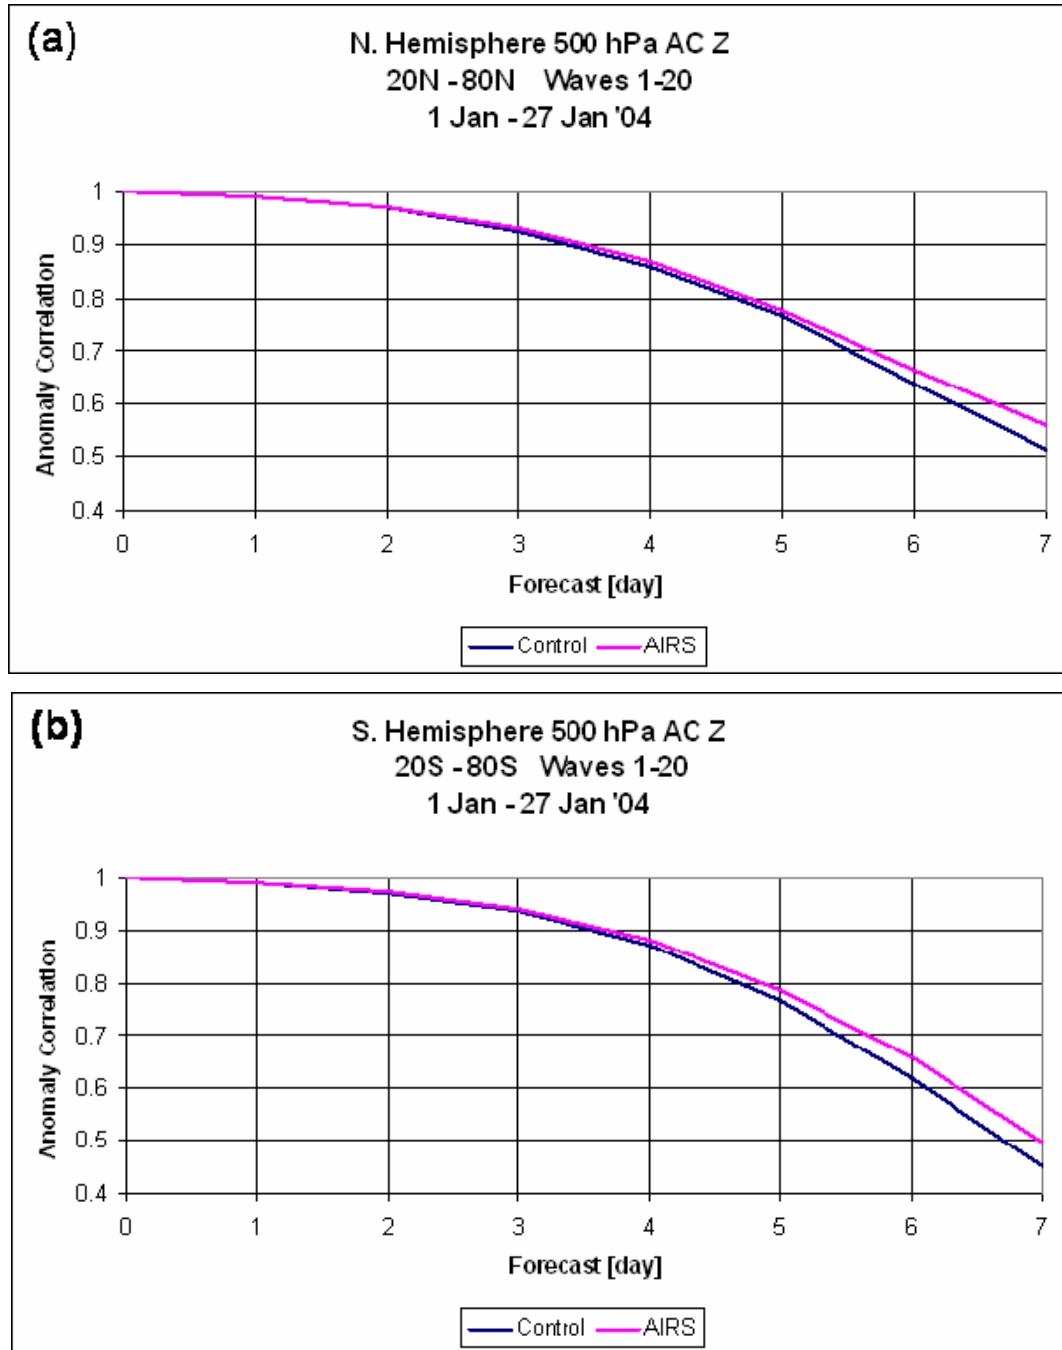 (a)
N. Hemisphere 500 hPa AC Z
20N -80N Waves 1-20
1 Jan - 27 Jan '04
Anomaly Correlation
1
0.9
0.8
0.7
0.6
0.5
0.4
0 1 2 3 4 5 6 7
Forecast [day]
Control AIRS
(b)
S. Hemisphere 500 hPa AC Z
20S -80S Waves 1-20
1 Jan - 27 Jan '04
Anomaly Correlation
1
0.9
0.8
0.7
0.6
0.5
0.4
0 1 2 3 4 5 6 7
Forecast [day]
Control AIRS